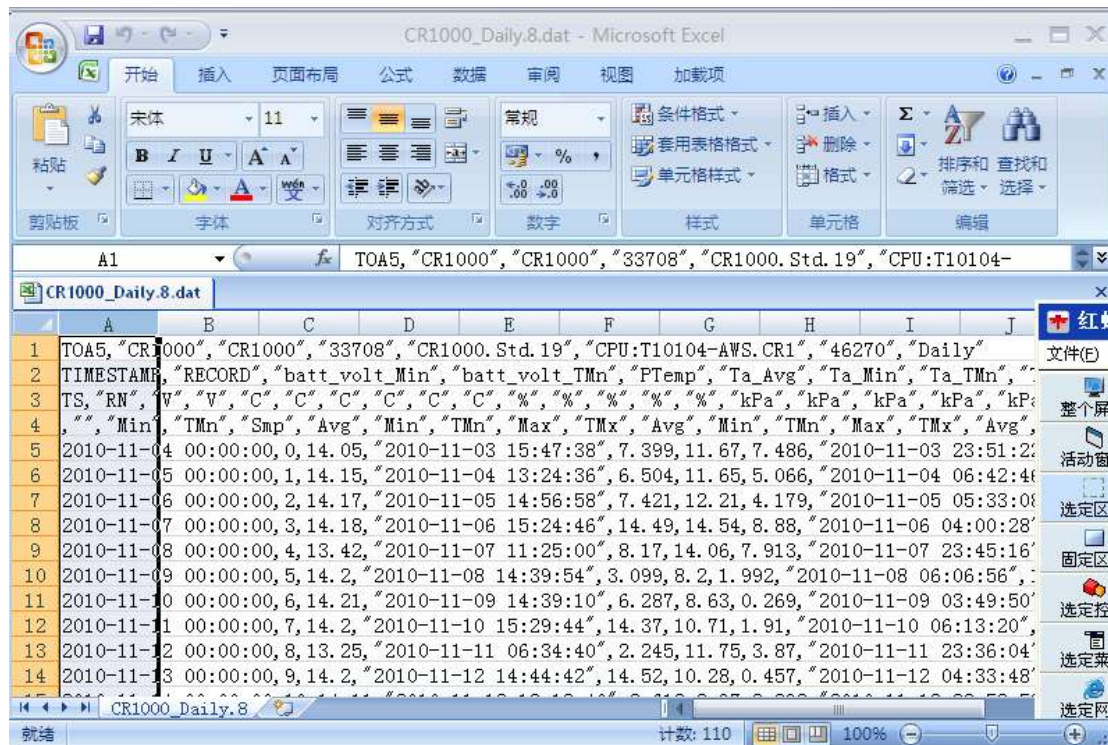 CR1000_Daily.8.dat - Microsoft Excel
开始 插入 页面布局 公式 数据 审阅 视图 加载项
宋体 11 常规 条件格式 插入 Σ
粘贴 B I U A A % , 套用表格格式 删除 排序和筛选 查找和选择
wén A .00 .0 单元格样式 格式
剪贴板 字体 对齐方式 数字 样式 单元格 编辑
A1 fx TOA5,"CR1000","CR1000","33708","CR1000.Std.19","CPU:T10104-
CR1000_Daily.8.dat
A B C D E F G H I J
1 TOA5,"CR1000","CR1000","33708","CR1000.Std.19","CPU:T10104-AWS.CR1","46270","Daily"
2 TIMESTAMP,"RECORD","batt_volt_Min","batt_volt_TMn","PTemp","Ta_Avg","Ta_Min","Ta_TMn","
3 TS,"RN","V","V","C","C","C","C","C","C","%","%","%","%","%","kPa","kPa","kPa","kPa","kPa
4 ,"","Min","TMn","Smp","Avg","Min","TMn","Max","TMx","Avg","Min","TMn","Max","TMx","Avg",
5 2010-11-04 00:00:00,0,14.05,"2010-11-03 15:47:38",7.399,11.67,7.486,"2010-11-03 23:51:22
6 2010-11-05 00:00:00,1,14.15,"2010-11-04 13:24:36",6.504,11.65,5.066,"2010-11-04 06:42:46
7 2010-11-06 00:00:00,2,14.17,"2010-11-05 14:56:58",7.421,12.21,4.179,"2010-11-05 05:33:08
8 2010-11-07 00:00:00,3,14.18,"2010-11-06 15:24:46",14.49,14.54,8.88,"2010-11-06 04:00:28"
9 2010-11-08 00:00:00,4,13.42,"2010-11-07 11:25:00",8.17,14.06,7.913,"2010-11-07 23:45:16"
10 2010-11-09 00:00:00,5,14.2,"2010-11-08 14:39:54",3.099,8.2,1.992,"2010-11-08 06:06:56",
11 2010-11-10 00:00:00,6,14.21,"2010-11-09 14:39:10",6.287,8.63,0.269,"2010-11-09 03:49:50"
12 2010-11-11 00:00:00,7,14.2,"2010-11-10 15:29:44",14.37,10.71,1.91,"2010-11-10 06:13:20",
13 2010-11-12 00:00:00,8,13.25,"2010-11-11 06:34:40",2.245,11.75,3.87,"2010-11-11 23:36:04"
14 2010-11-13 00:00:00,9,14.2,"2010-11-12 14:44:42",14.52,10.28,0.457,"2010-11-12 04:33:48"
CR1000_Daily.8
就绪 计数: 110 100%
文件(F)
整个屏
活动窗
选定区
固定区
选定控
选定菜
选定网